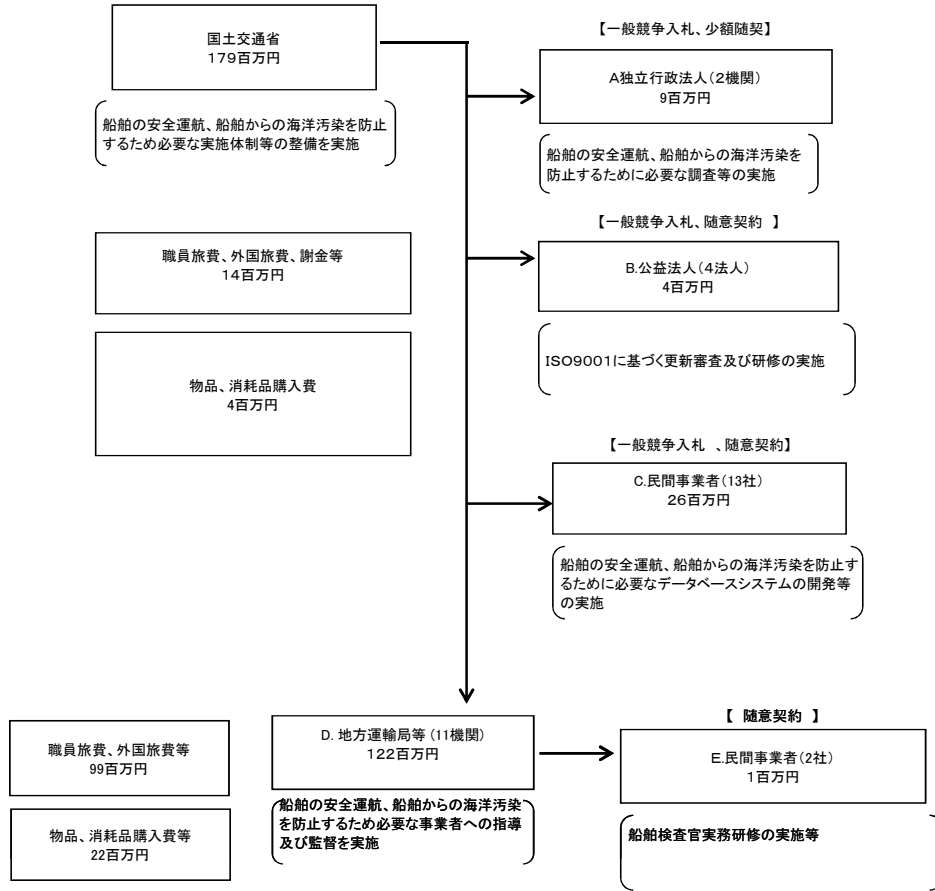 国土交通省
179百万円
船舶の安全運航、船舶からの海洋汚染を防止
するため必要な実施体制等の整備を実施
【一般競争入札、少額随契】
A独立行政法人(2機関)
9百万円
船舶の安全運航、船舶からの海洋汚染を
防止するために必要な調査等の実施
職員旅費、外国旅費、謝金等
14百万円
【一般競争入札、随意契約 】
B.公益法人(4法人)
4百万円
ISO9001に基づく更新審査及び研修の実施
物品、消耗品購入費
4百万円
【一般競争入札 、随意契約】
C.民間事業者(13社)
26百万円
船舶の安全運航、船舶からの海洋汚染を防止す
るために必要なデータベースシステムの開発等
の実施
職員旅費、外国旅費等
99百万円
物品、消耗品購入費等
22百万円
D. 地方運輸局等 (11機関)
122百万円
船舶の安全運航、船舶からの海洋汚染
を防止するため必要な事業者への指導
及び監督を実施
【 随意契約 】
E.民間事業者(2社)
1百万円
船舶検査官実務研修の実施等